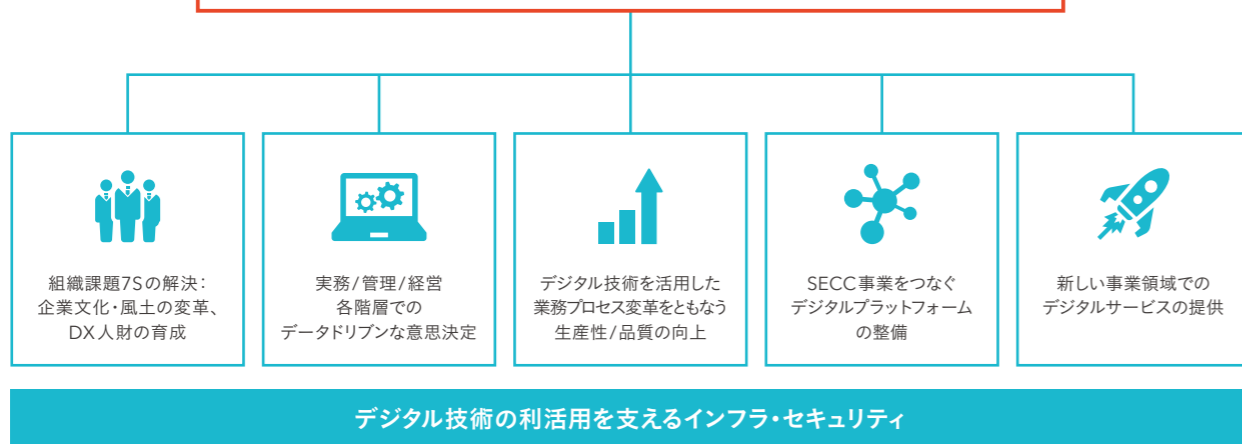 組織課題7Sの解決：
企業文化・風土の変革、
DX人財の育成
実務/管理/経営
各階層での
データドリブンな意思決定
デジタル技術を活用した
業務プロセス変革をともなう
生産性/品質の向上
SECC事業をつなぐ
デジタルプラットフォーム
の整備
新しい事業領域での
デジタルサービスの提供
デジタル技術の利活用を支えるインフラ・セキュリティ